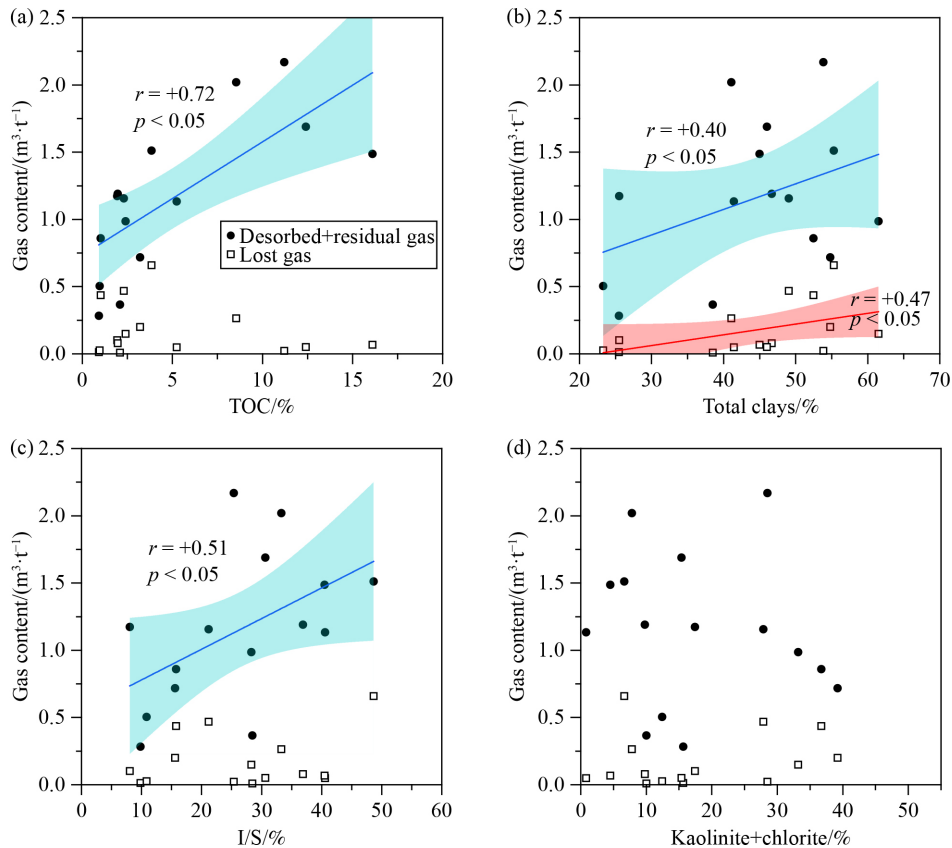 (a)
2.5
2.0
1.5
1.0
0.5
0.0
Gas content/(m³·t⁻¹)
r = +0.72
p < 0.05
Desorbed+residual gas
Lost gas
0 5 10 15 20
TOC/%
(b)
2.5
2.0
1.5
1.0
0.5
0.0
Gas content/(m³·t⁻¹)
r = +0.40
p < 0.05
r = +0.47
p < 0.05
20 30 40 50 60 70
Total clays/%
(c)
2.5
2.0
1.5
1.0
0.5
0.0
Gas content/(m³·t⁻¹)
r = +0.51
p < 0.05
0 10 20 30 40 50 60
I/S/%
(d)
2.5
2.0
1.5
1.0
0.5
0.0
Gas content/(m³·t⁻¹)
0 10 20 30 40 50
Kaolinite+chlorite/%